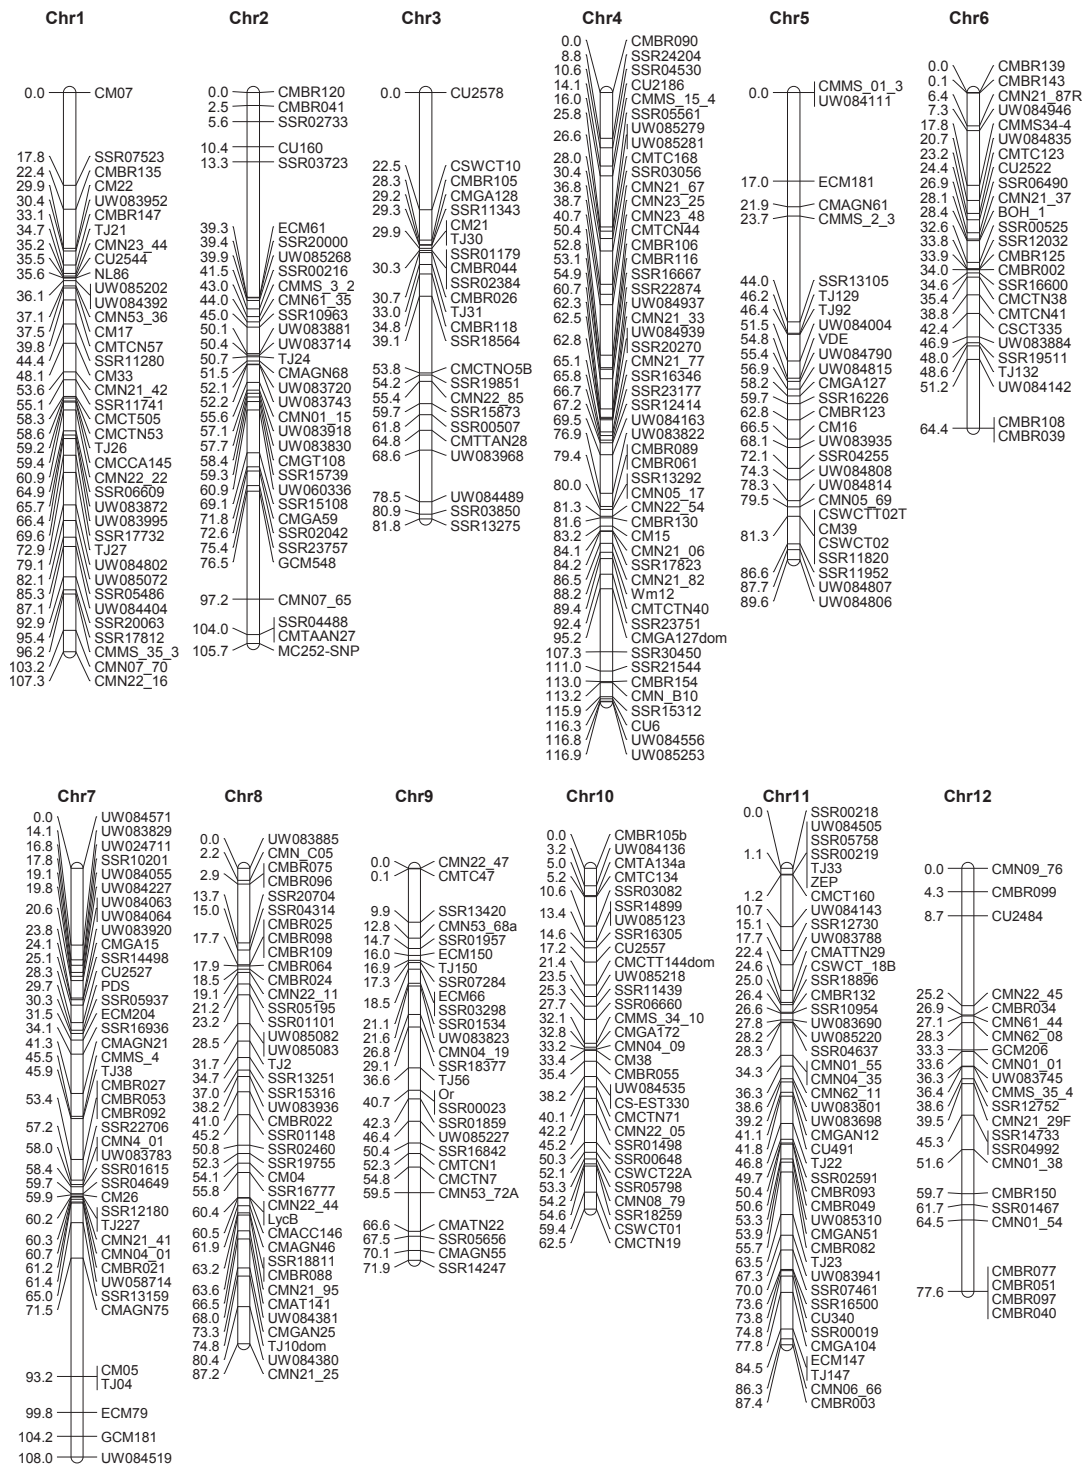 Chr1
0.0 CM07
17.8 SSR07523
22.4 CMBR135
29.9 CM22
30.4 UW083952
33.1 CMBR147
34.7 TJ21
35.2 CMN23_44
35.5 CU2544
35.6 NL86
36.1 UW085202
UW084392
37.1 CMN53_36
37.5 CM17
39.8 CMTCN57
44.4 SSR11280
48.1 CM33
53.6 CMN21_42
55.1 SSR11741
58.3 CMCT505
58.6 CMCTN53
59.2 TJ26
59.4 CMCCA145
60.9 CMN22_22
64.9 SSR06609
65.7 UW083872
66.4 UW083995
69.6 SSR17732
72.9 TJ27
79.1 UW084802
82.1 UW085072
85.3 SSR05486
87.1 UW084404
92.9 SSR20063
95.4 SSR17812
96.2 CMMS_35_3
103.2 CMN07_70
107.3 CMN22_16
Chr2
0.0 CMBR120
2.5 CMBR041
5.6 SSR02733
10.4 CU160
13.3 SSR03723
39.3 ECM61
39.4 SSR20000
39.9 UW085268
41.5 SSR00216
43.0 CMMS_3_2
44.0 CMN61_35
45.0 SSR10963
50.1 UW083881
50.4 UW083714
50.7 TJ24
51.5 CMAGN68
52.1 UW083720
52.2 UW083743
55.6 CMN01_15
57.1 UW083918
57.7 UW083830
58.4 CMGT108
59.3 SSR15739
60.9 UW060336
69.1 SSR15108
71.8 CMGA59
72.6 SSR02042
75.4 SSR23757
76.5 GCM548
97.2 CMN07_65
104.0 SSR04488
CMTAAN27
105.7 MC252-SNP
Chr3
0.0 CU2578
22.5 CSWCT10
28.3 CMBR105
29.2 CMGA128
29.3 SSR11343
29.9 CM21
TJ30
30.3 SSR01179
CMBR044
SSR02384
30.7 CMBR026
33.0 TJ31
34.8 CMBR118
39.1 SSR18564
53.8 CMCTNO5B
54.2 SSR19851
55.4 CMN22_85
59.7 SSR15873
61.8 SSR00507
64.8 CMTTAN28
68.6 UW083968
78.5 UW084489
80.9 SSR03850
81.8 SSR13275
Chr4
0.0 CMBR090
8.8 SSR24204
10.6 SSR04530
14.1 CU2186
16.0 CMMS_15_4
25.8 SSR05561
26.6 UW085279
UW085281
28.0 CMTC168
30.4 SSR03056
36.8 CMN21_67
38.7 CMN23_25
40.7 CMN23_48
50.4 CMTCN44
52.8 CMBR106
53.1 CMBR116
54.9 SSR16667
60.7 SSR22874
62.3 UW084937
62.5 CMN21_33
62.8 UW084939
SSR20270
65.1 CMN21_77
65.8 SSR16346
66.7 SSR23177
67.2 SSR12414
69.5 UW084163
76.9 UW083822
79.4 CMBR089
CMBR061
80.0 SSR13292
CMN05_17
81.3 CMN22_54
81.6 CMBR130
83.2 CM15
84.1 CMN21_06
84.2 SSR17823
86.5 CMN21_82
88.2 Wm12
89.4 CMTCTN40
92.4 SSR23751
95.2 CMGA127dom
107.3 SSR30450
111.0 SSR21544
113.0 CMBR154
113.2 CMN_B10
115.9 SSR15312
116.3 CU6
116.8 UW084556
116.9 UW085253
Chr5
0.0 CMMS_01_3
UW084111
17.0 ECM181
21.9 CMAGN61
23.7 CMMS_2_3
44.0 SSR13105
46.2 TJ129
46.4 TJ92
51.5 UW084004
54.8 VDE
55.4 UW084790
56.9 UW084815
58.2 CMGA127
59.7 SSR16226
62.8 CMBR123
66.5 CM16
68.1 UW083935
72.1 SSR04255
74.3 UW084808
78.3 UW084814
79.5 CMN05_69
81.3 CSWCTT02T
CM39
CSWCT02
SSR11820
86.6 SSR11952
87.7 UW084807
89.6 UW084806
Chr6
0.0 CMBR139
0.1 CMBR143
6.4 CMN21_87R
7.3 UW084946
17.8 CMMS34-4
20.7 UW084835
23.2 CMTC123
24.4 CU2522
26.9 SSR06490
28.1 CMN21_37
28.4 BOH_1
32.6 SSR00525
33.8 SSR12032
33.9 CMBR125
34.0 CMBR002
34.6 SSR16600
35.4 CMCTN38
38.8 CMTCN41
42.4 CSCT335
46.9 UW083884
48.0 SSR19511
48.6 TJ132
51.2 UW084142
64.4 CMBR108
CMBR039
Chr7
0.0 UW084571
14.1 UW083829
16.8 UW024711
17.8 SSR10201
19.1 UW084055
19.8 UW084227
20.6 UW084063
UW084064
23.8 UW083920
24.1 CMGA15
25.1 SSR14498
28.3 CU2527
29.7 PDS
30.3 SSR05937
31.5 ECM204
34.1 SSR16936
41.3 CMAGN21
45.5 CMMS_4
45.9 TJ38
53.4 CMBR027
CMBR053
CMBR092
57.2 SSR22706
58.0 CMN4_01
UW083783
58.4 SSR01615
59.7 SSR04649
59.9 CM26
60.2 SSR12180
TJ227
60.3 CMN21_41
60.7 CMN04_01
61.2 CMBR021
61.4 UW058714
65.0 SSR13159
71.5 CMAGN75
93.2 CM05
TJ04
99.8 ECM79
104.2 GCM181
108.0 UW084519
Chr8
0.0 UW083885
2.2 CMN_C05
2.9 CMBR075
CMBR096
13.7 SSR20704
15.0 SSR04314
17.7 CMBR025
CMBR098
CMBR109
17.9 CMBR064
18.5 CMBR024
19.1 CMN22_11
21.2 SSR05195
23.2 SSR01101
28.5 UW085082
UW085083
31.7 TJ2
34.7 SSR13251
37.0 SSR15316
38.2 UW083936
41.0 CMBR022
45.2 SSR01148
50.8 SSR02460
52.3 SSR19755
54.1 CM04
55.8 SSR16777
60.4 CMN22_44
LycB
60.5 CMACC146
61.9 CMAGN46
63.2 SSR18811
CMBR088
63.6 CMN21_95
66.5 CMAT141
68.0 UW084381
73.3 CMGAN25
74.8 TJ10dom
80.4 UW084380
87.2 CMN21_25
Chr9
0.0 CMN22_47
0.1 CMTC47
9.9 SSR13420
12.8 CMN53_68a
14.7 SSR01957
16.0 ECM150
16.9 TJ150
17.3 SSR07284
18.5 ECM66
SSR03298
21.1 SSR01534
21.6 UW083823
26.8 CMN04_19
29.1 SSR18377
36.6 TJ56
40.7 Or
SSR00023
42.3 SSR01859
46.4 UW085227
50.4 SSR16842
52.3 CMTCN1
54.8 CMCTN7
59.5 CMN53_72A
66.6 CMATN22
67.5 SSR05656
70.1 CMAGN55
71.9 SSR14247
Chr10
0.0 CMBR105b
3.2 UW084136
5.0 CMTA134a
5.2 CMTC134
10.6 SSR03082
13.4 SSR14899
UW085123
14.6 SSR16305
17.2 CU2557
21.4 CMCTT144dom
23.5 UW085218
25.3 SSR11439
27.7 SSR06660
32.1 CMMS_34_10
32.8 CMGA172
33.2 CMN04_09
33.4 CM38
35.4 CMBR055
38.2 UW084535
CS-EST330
40.1 CMCTN71
42.2 CMN22_05
45.2 SSR01498
50.3 SSR00648
52.1 CSWCT22A
53.3 SSR05798
54.2 CMN08_79
54.6 SSR18259
59.4 CSWCT01
62.5 CMCTN19
Chr11
0.0 SSR00218
1.1 UW084505
SSR05758
SSR00219
TJ33
ZEP
1.2 CMCT160
10.7 UW084143
15.1 SSR12730
17.7 UW083788
22.4 CMATTN29
24.6 CSWCT_18B
25.0 SSR18896
26.4 CMBR132
26.6 SSR10954
27.8 UW083690
28.2 UW085220
28.3 SSR04637
34.3 CMN01_55
CMN04_35
36.3 CMN62_11
38.6 UW083801
39.2 UW083698
41.1 CMGAN12
41.8 CU491
46.8 TJ22
49.7 SSR02591
50.4 CMBR093
50.6 CMBR049
53.3 UW085310
53.9 CMGAN51
55.7 CMBR082
63.5 TJ23
67.3 UW083941
70.0 SSR07461
73.6 SSR16500
73.8 CU340
74.8 SSR00019
77.8 CMGA104
84.5 ECM147
TJ147
86.3 CMN06_66
87.4 CMBR003
Chr12
0.0 CMN09_76
4.3 CMBR099
8.7 CU2484
25.2 CMN22_45
26.9 CMBR034
27.1 CMN61_44
28.3 CMN62_08
33.3 GCM206
33.6 CMN01_01
36.3 UW083745
36.4 CMMS_35_4
38.6 SSR12752
39.5 CMN21_29F
45.3 SSR14733
SSR04992
51.6 CMN01_38
59.7 CMBR150
61.7 SSR01467
64.5 CMN01_54
77.6 CMBR077
CMBR051
CMBR097
CMBR040